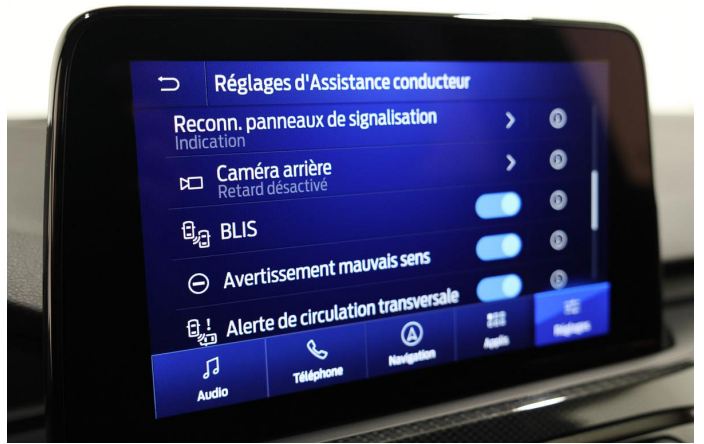 Réglages d'Assistance conducteur
Reconn. panneaux de signalisation
Indication
Caméra arrière
Retard désactivé
BLIS
Avertissement mauvais sens
Alerte de circulation transversale
Audio
Téléphone
Navigation
Applis
Réglages